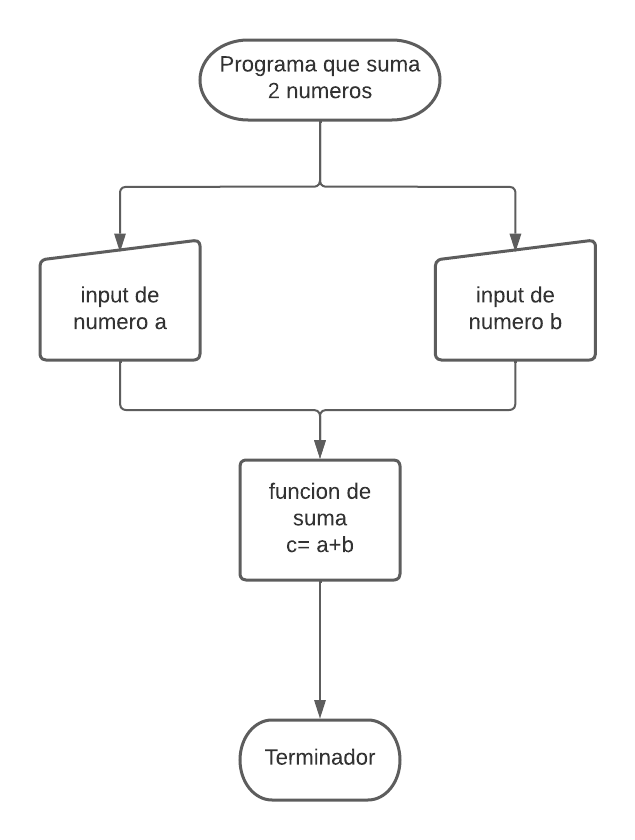 Programa que suma
2 numeros
input de
numero a
input de
numero b
funcion de
suma
c= a+b
Terminador